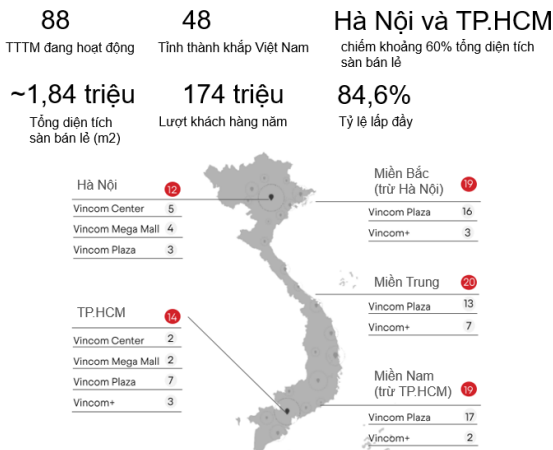 88
TTTM đang hoạt động
48
Tỉnh thành khắp Việt Nam
Hà Nội và TP.HCM
chiếm khoảng 60% tổng diện tích
sàn bán lẻ
~1,84 triệu
Tổng diện tích
sàn bán lẻ (m2)
174 triệu
Lượt khách hàng năm
84,6%
Tỷ lệ lấp đầy
Hà Nội 12
Vincom Center 5
Vincom Mega Mall 4
Vincom Plaza 3
Miền Bắc
(trừ Hà Nội) 19
Vincom Plaza 16
Vincom+ 3
Miền Trung 20
Vincom Plaza 13
Vincom+ 7
TP.HCM 14
Vincom Center 2
Vincom Mega Mall 2
Vincom Plaza 7
Vincom+ 3
Miền Nam
(trừ TP.HCM) 19
Vincom Plaza 17
Vincom+ 2